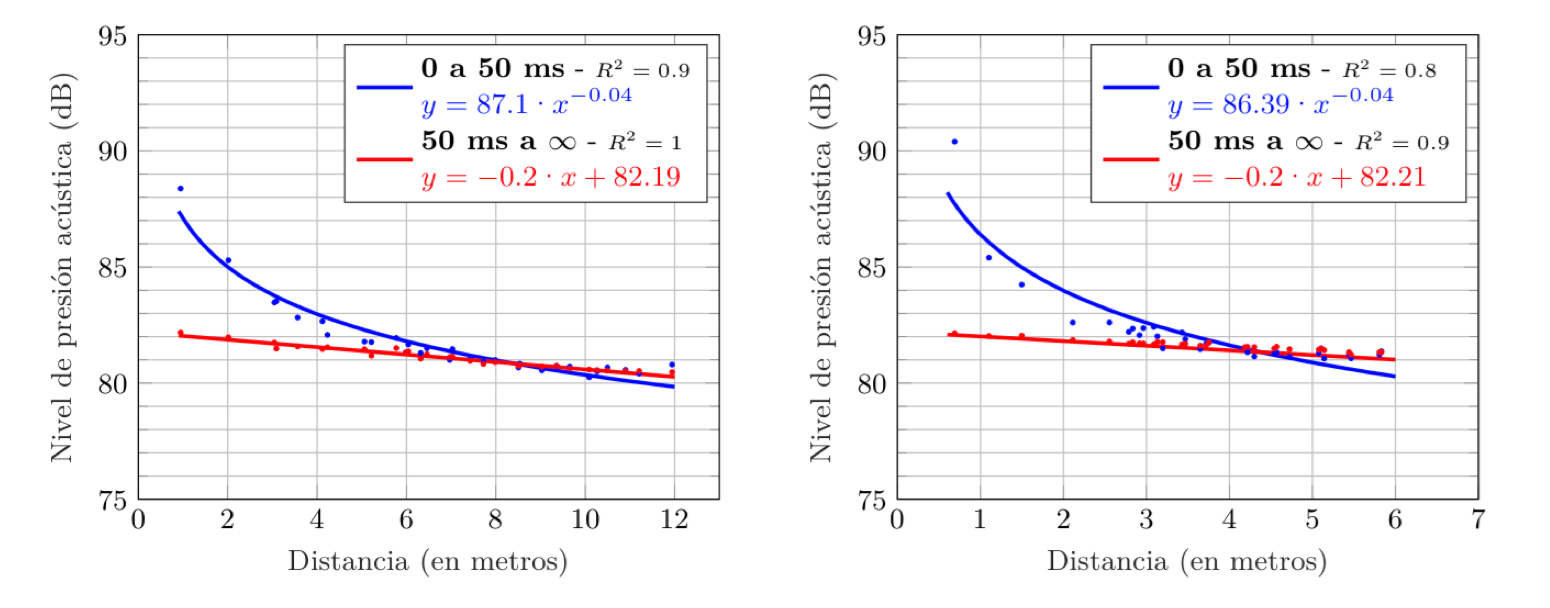 95
90
85
80
75
Nivel de presión acústica (dB)
0 a 50 ms - R² = 0.9
y = 87.1 · x⁻⁰·⁰⁴
50 ms a ∞ - R² = 1
y = −0.2 · x + 82.19
0 2 4 6 8 10 12
Distancia (en metros)
95
90
85
80
75
Nivel de presión acústica (dB)
0 a 50 ms - R² = 0.8
y = 86.39 · x⁻⁰·⁰⁴
50 ms a ∞ - R² = 0.9
y = −0.2 · x + 82.21
0 1 2 3 4 5 6 7
Distancia (en metros)